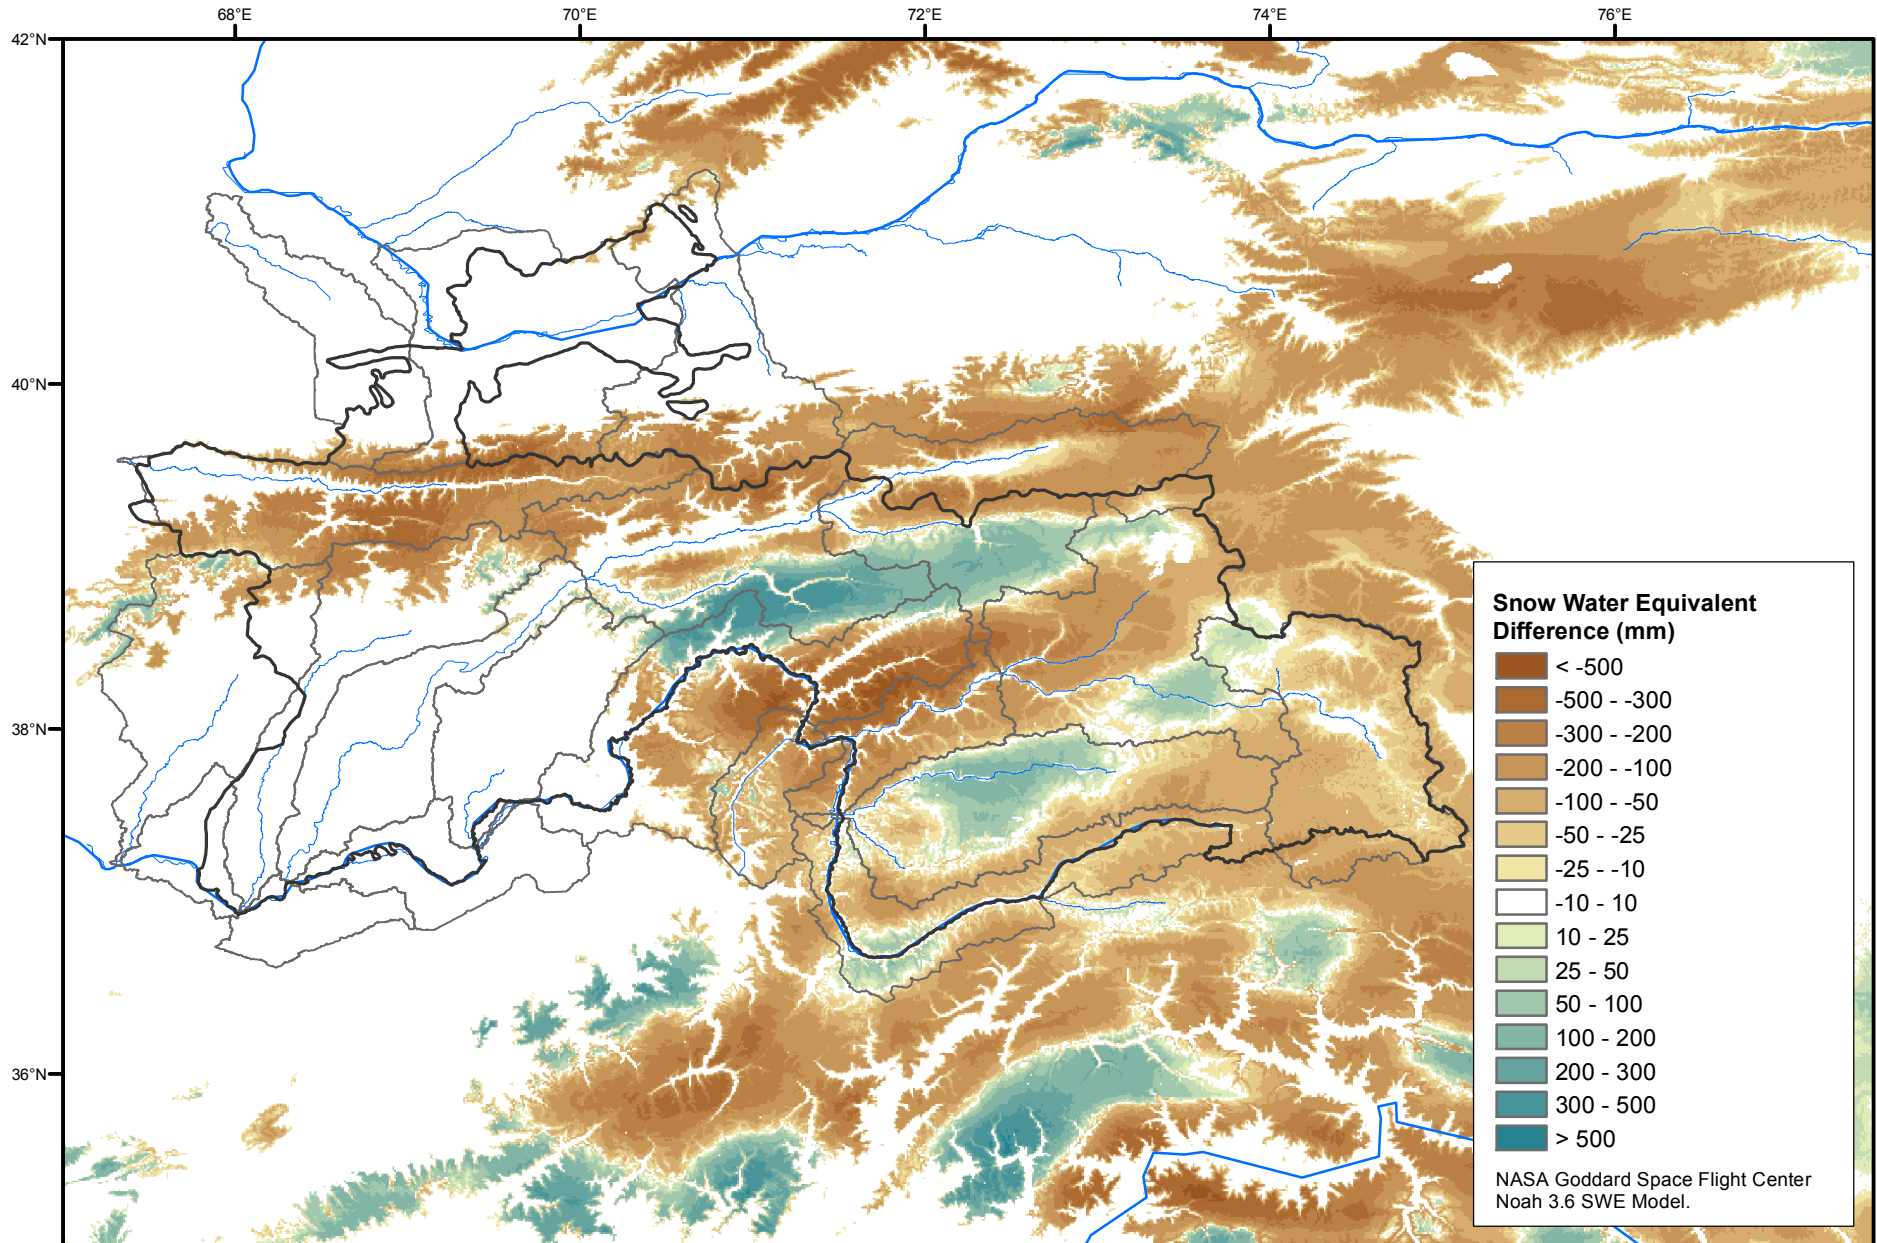 68°E
70°E
72°E
74°E
76°E
42°N
40°N
38°N
36°N
Snow Water Equivalent
Difference (mm)
< -500
-500 - -300
-300 - -200
-200 - -100
-100 - -50
-50 - -25
-25 - -10
-10 - 10
10 - 25
25 - 50
50 - 100
100 - 200
200 - 300
300 - 500
> 500
NASA Goddard Space Flight Center
Noah 3.6 SWE Model.